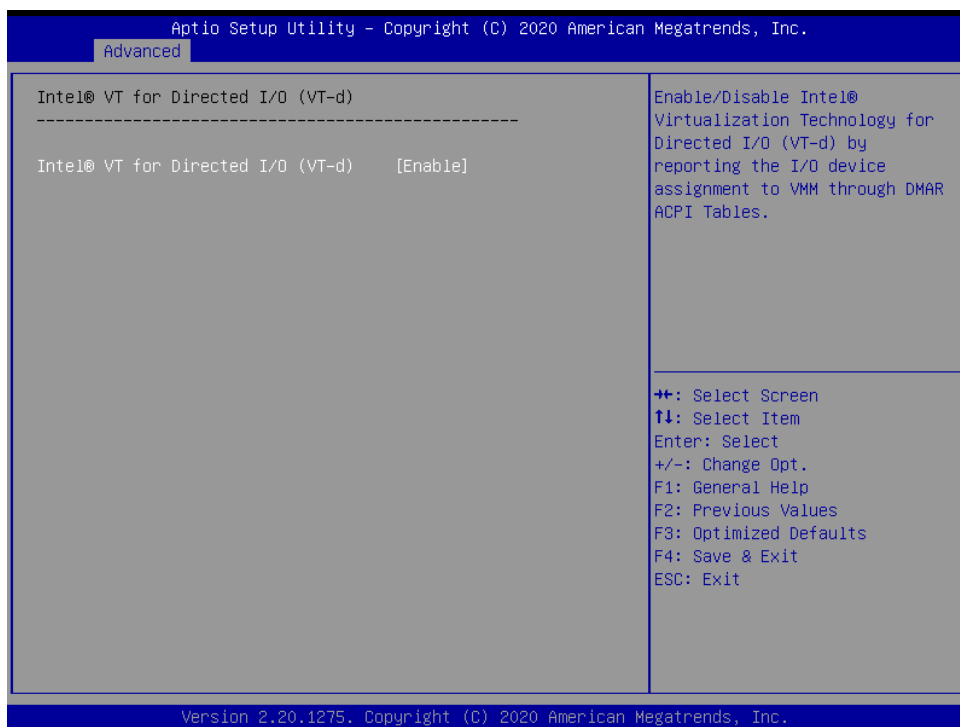 Aptio Setup Utility – Copyright (C) 2020 American Megatrends, Inc.
Advanced
Intel® VT for Directed I/O (VT-d)
--------------------------------------------------
Intel® VT for Directed I/O (VT-d) [Enable]
Enable/Disable Intel®
Virtualization Technology for
Directed I/O (VT-d) by
reporting the I/O device
assignment to VMM through DMAR
ACPI Tables.
→←: Select Screen
↑↓: Select Item
Enter: Select
+/-: Change Opt.
F1: General Help
F2: Previous Values
F3: Optimized Defaults
F4: Save & Exit
ESC: Exit
Version 2.20.1275. Copyright (C) 2020 American Megatrends, Inc.